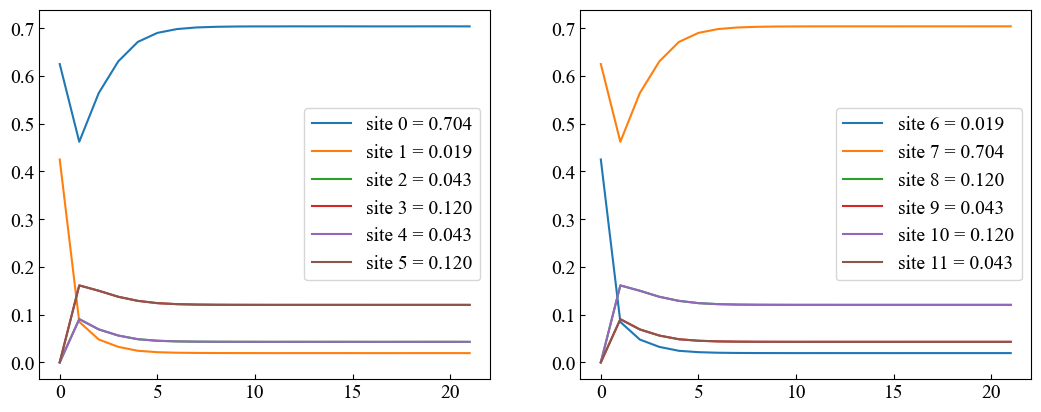 0.7
0.6
0.5
0.4
0.3
0.2
0.1
0.0
0
5
10
15
20
site 0 = 0.704
site 1 = 0.019
site 2 = 0.043
site 3 = 0.120
site 4 = 0.043
site 5 = 0.120
0.7
0.6
0.5
0.4
0.3
0.2
0.1
0.0
0
5
10
15
20
site 6 = 0.019
site 7 = 0.704
site 8 = 0.120
site 9 = 0.043
site 10 = 0.120
site 11 = 0.043